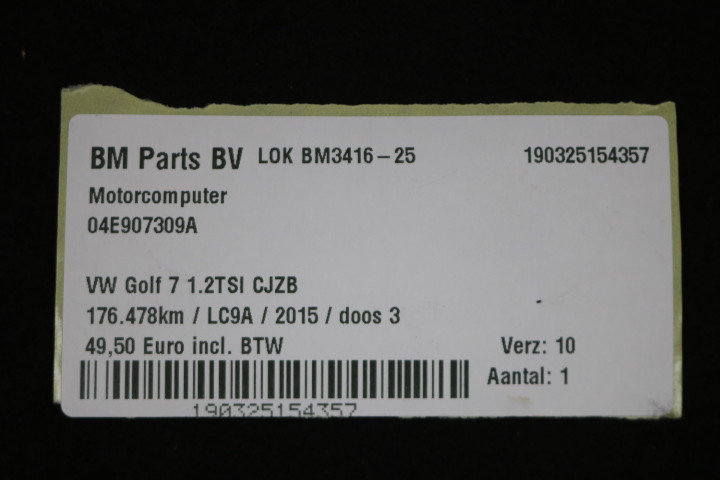 BM Parts BV LOK BM3416-25 190325154357
Motorcomputer
04E907309A
VW Golf 7 1.2TSI CJZB
176.478km / LC9A / 2015 / doos 3
49,50 Euro incl. BTW Verz: 10
Aantal: 1
190325154357